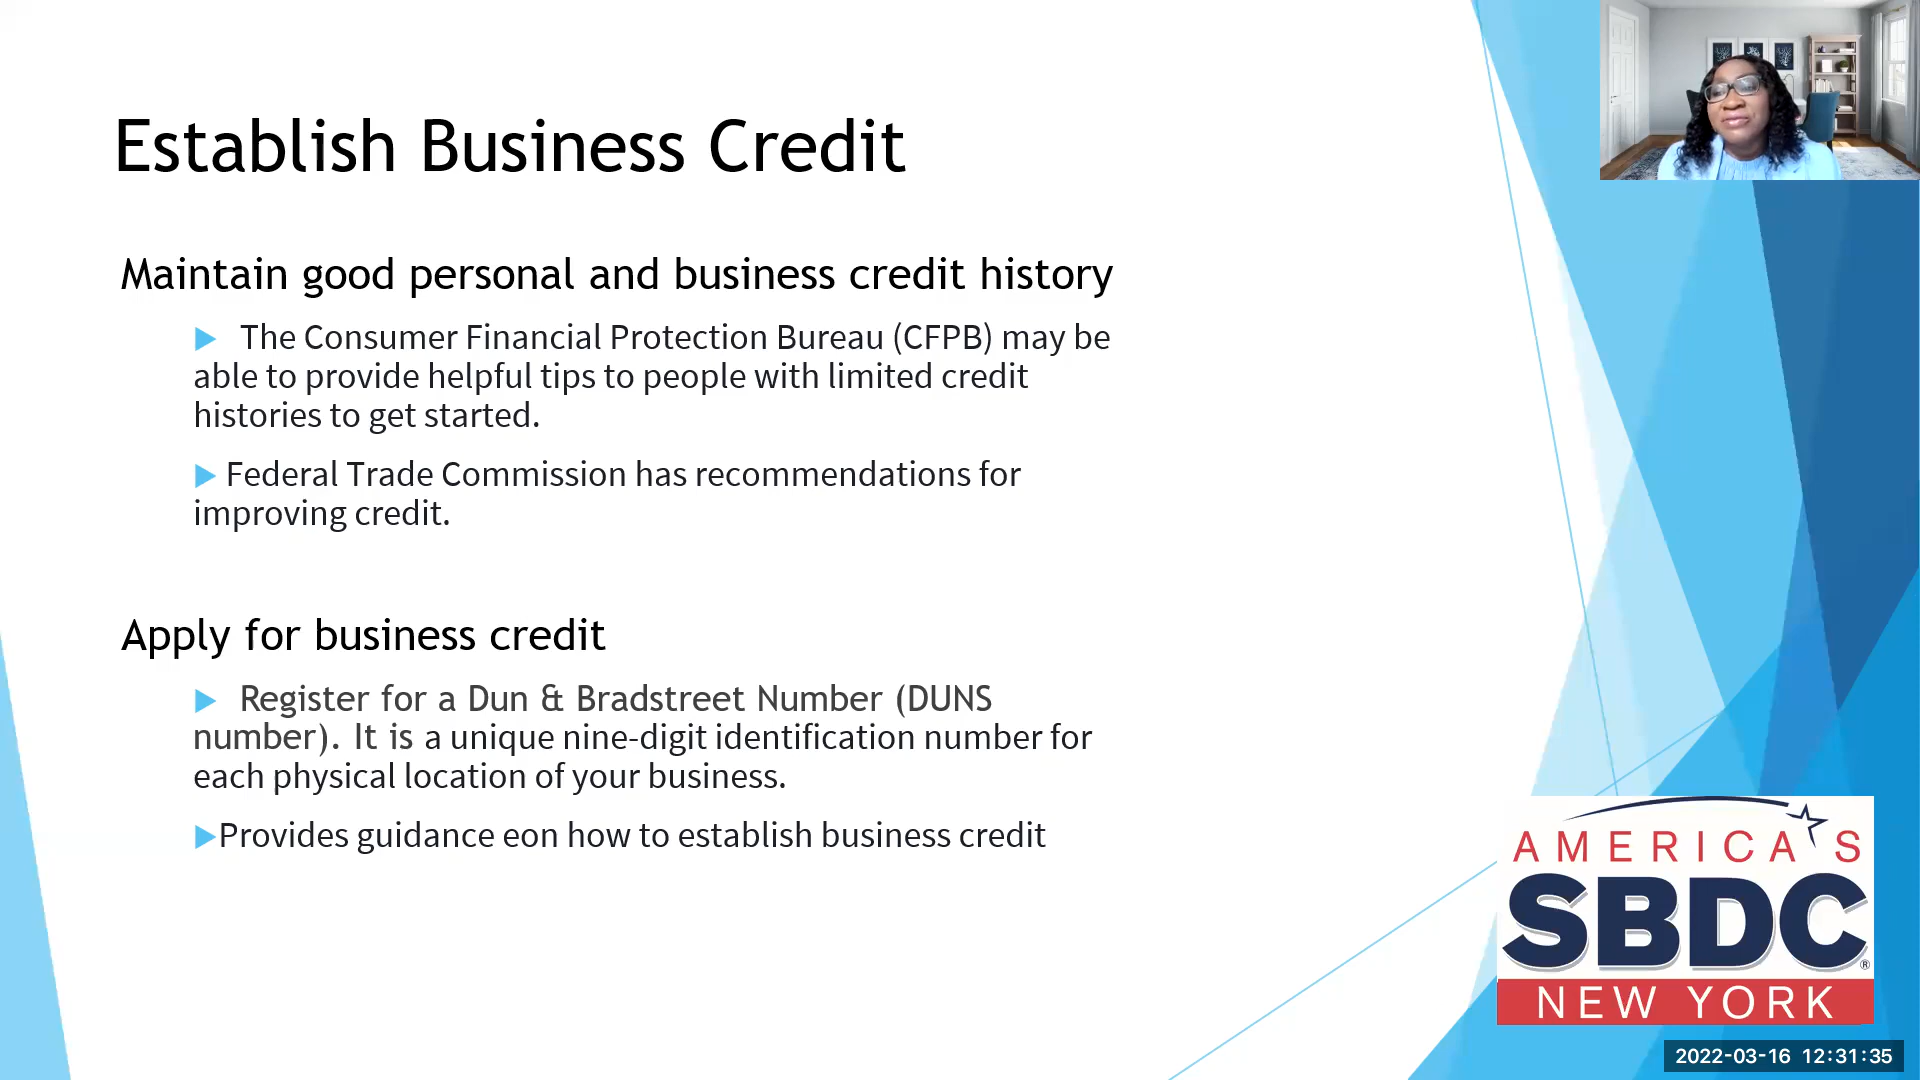 Establish Business Credit
Maintain good personal and business credit history
The Consumer Financial Protection Bureau (CFPB) may be
able to provide helpful tips to people with limited credit
histories to get started.
Federal Trade Commission has recommendations for
improving credit.
Apply for business credit
Register for a Dun & Bradstreet Number (DUNS
number). It is a unique nine-digit identification number for
each physical location of your business.
Provides guidance eon how to establish business credit
AMERICA'S
SBDC®
NEW YORK
2022-03-16 12:31:35